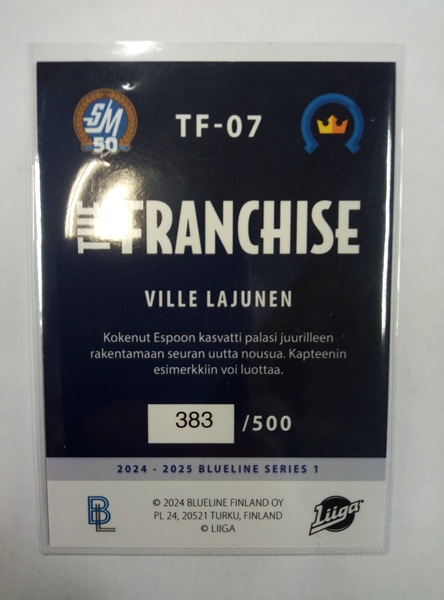 SM
50
TF-07
THE FRANCHISE
VILLE LAJUNEN
Kokenut Espoon kasvatti palasi juurilleen
rakentamaan seuran uutta nousua. Kapteenin
esimerkkiin voi luottaa.
383 /500
2024 - 2025 BLUELINE SERIES 1
BL
© 2024 BLUELINE FINLAND OY
PL 24, 20521 TURKU, FINLAND
© LIIGA
Liiga